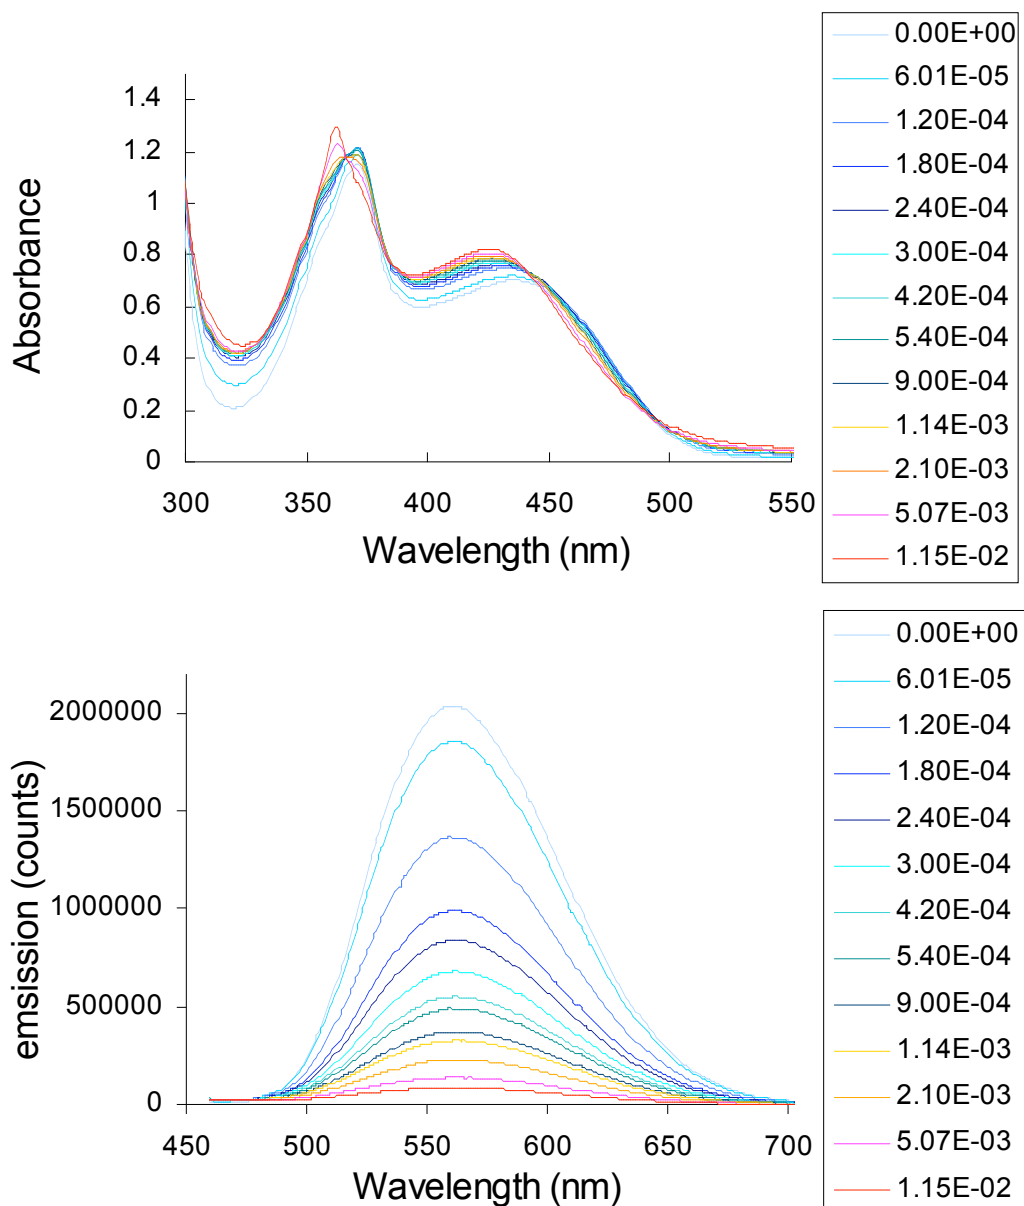 0.00E+00
6.01E-05
1.20E-04
1.80E-04
2.40E-04
3.00E-04
4.20E-04
5.40E-04
9.00E-04
1.14E-03
2.10E-03
5.07E-03
1.15E-02
Absorbance
1.4
1.2
1
0.8
0.6
0.4
0.2
0
300 350 400 450 500 550
Wavelength (nm)
0.00E+00
6.01E-05
1.20E-04
1.80E-04
2.40E-04
3.00E-04
4.20E-04
5.40E-04
9.00E-04
1.14E-03
2.10E-03
5.07E-03
1.15E-02
emsission (counts)
2000000
1500000
1000000
500000
0
450 500 550 600 650 700
Wavelength (nm)